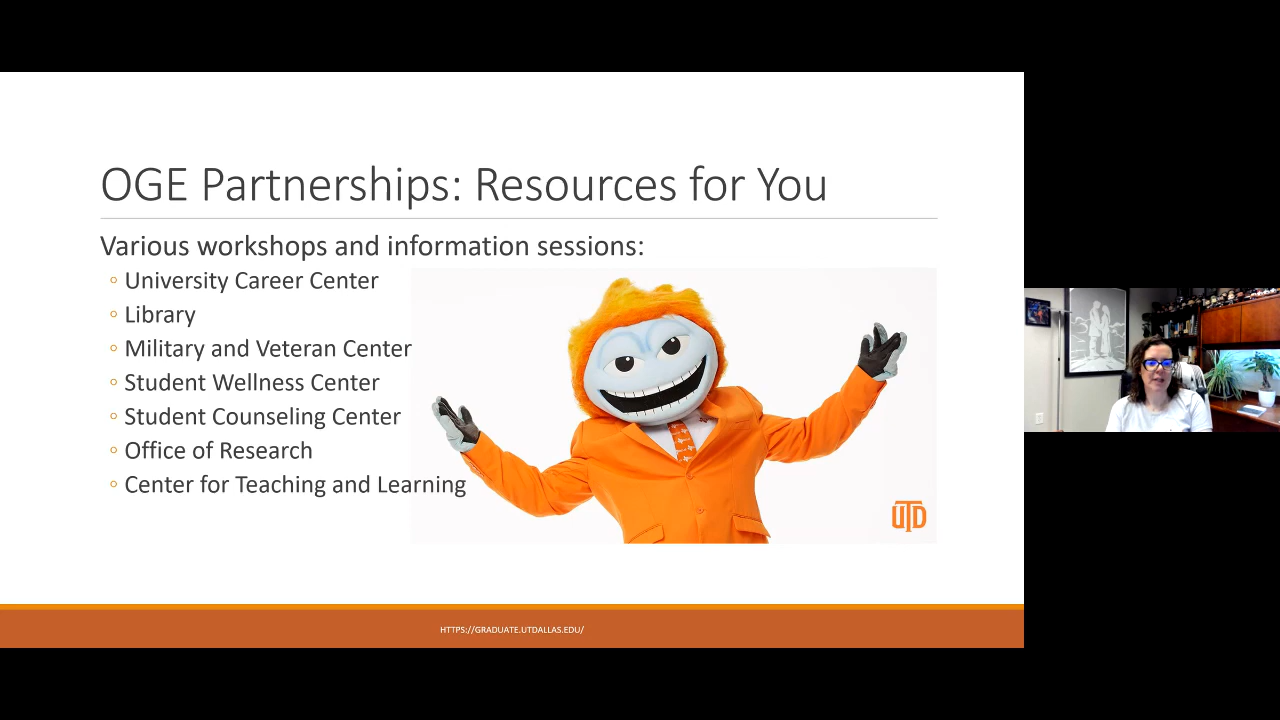 OGE Partnerships: Resources for You
Various workshops and information sessions:
University Career Center
Library
Military and Veteran Center
Student Wellness Center
Student Counseling Center
Office of Research
Center for Teaching and Learning
UTD
HTTPS://GRADUATE.UTDALLAS.EDU/